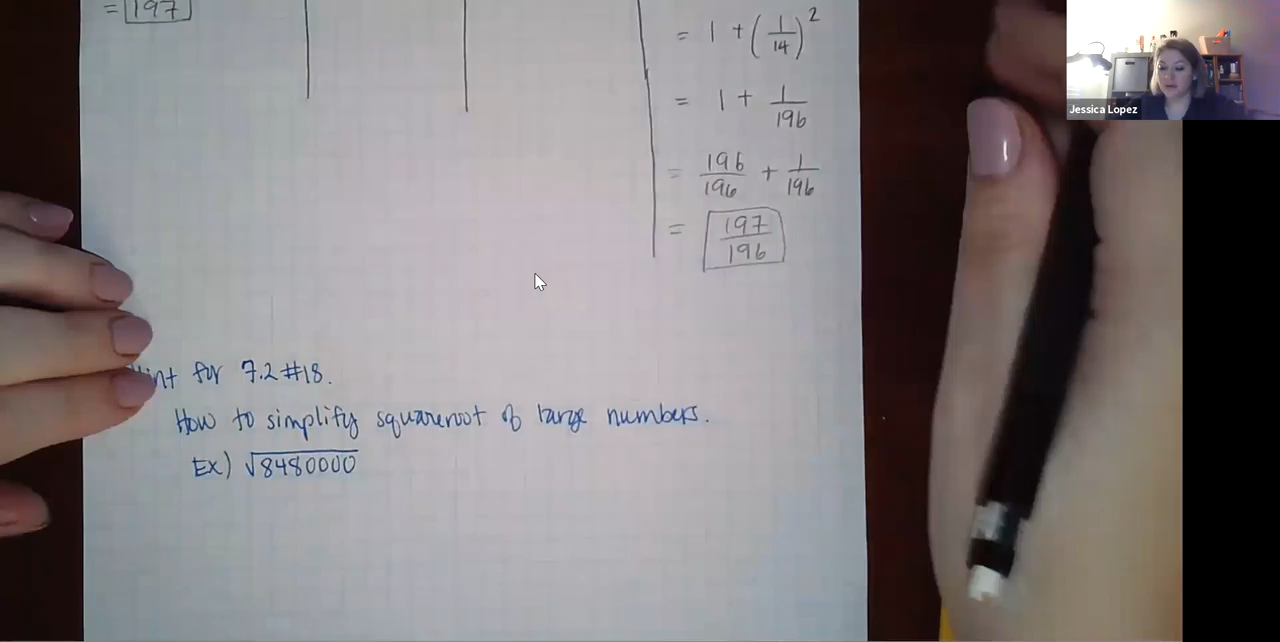 = 197
= 1 + (1/14)²
= 1 + 1/196
= 196/196 + 1/196
= 197/196
Jessica Lopez
for 7.2 #18.
How to simplify squareroot of large numbers.
Ex) √8480000